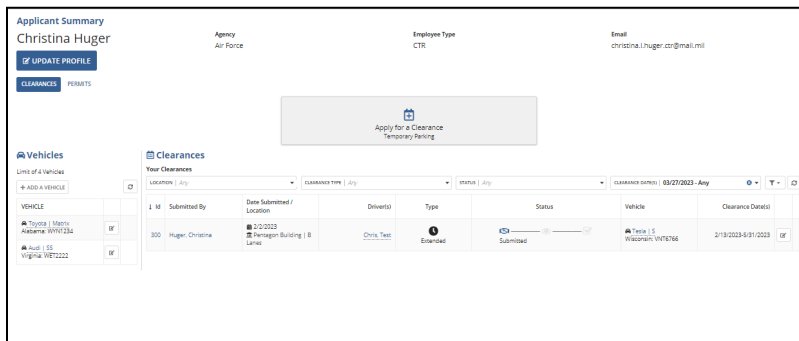 Applicant Summary
Christina Huger
UPDATE PROFILE
Agency
Air Force
Employee Type
CTR
Email
christina.l.huger.ctr@mail.mil
CLEARANCES PERMITS
Apply for a Clearance
Temporary Parking
Vehicles
Limit of 4 Vehicles
+ ADD A VEHICLE
VEHICLE
Toyota | Matrix
Alabama: WYN1234
Audi | S5
Virginia: WET2222
Clearances
Your Clearances
LOCATION | Any CLEARANCE TYPE | Any STATUS | Any CLEARANCE DATE(S) | 03/27/2023 - Any
Id Submitted By Date Submitted / Location Driver(s) Type Status Vehicle Clearance Date(s)
300 Huger, Christina
2/2/2023
Pentagon Building | B
Lanes
Chris, Test
Extended
Submitted
Tesla | S
Wisconsin: VNT6766
2/13/2023-5/31/2023